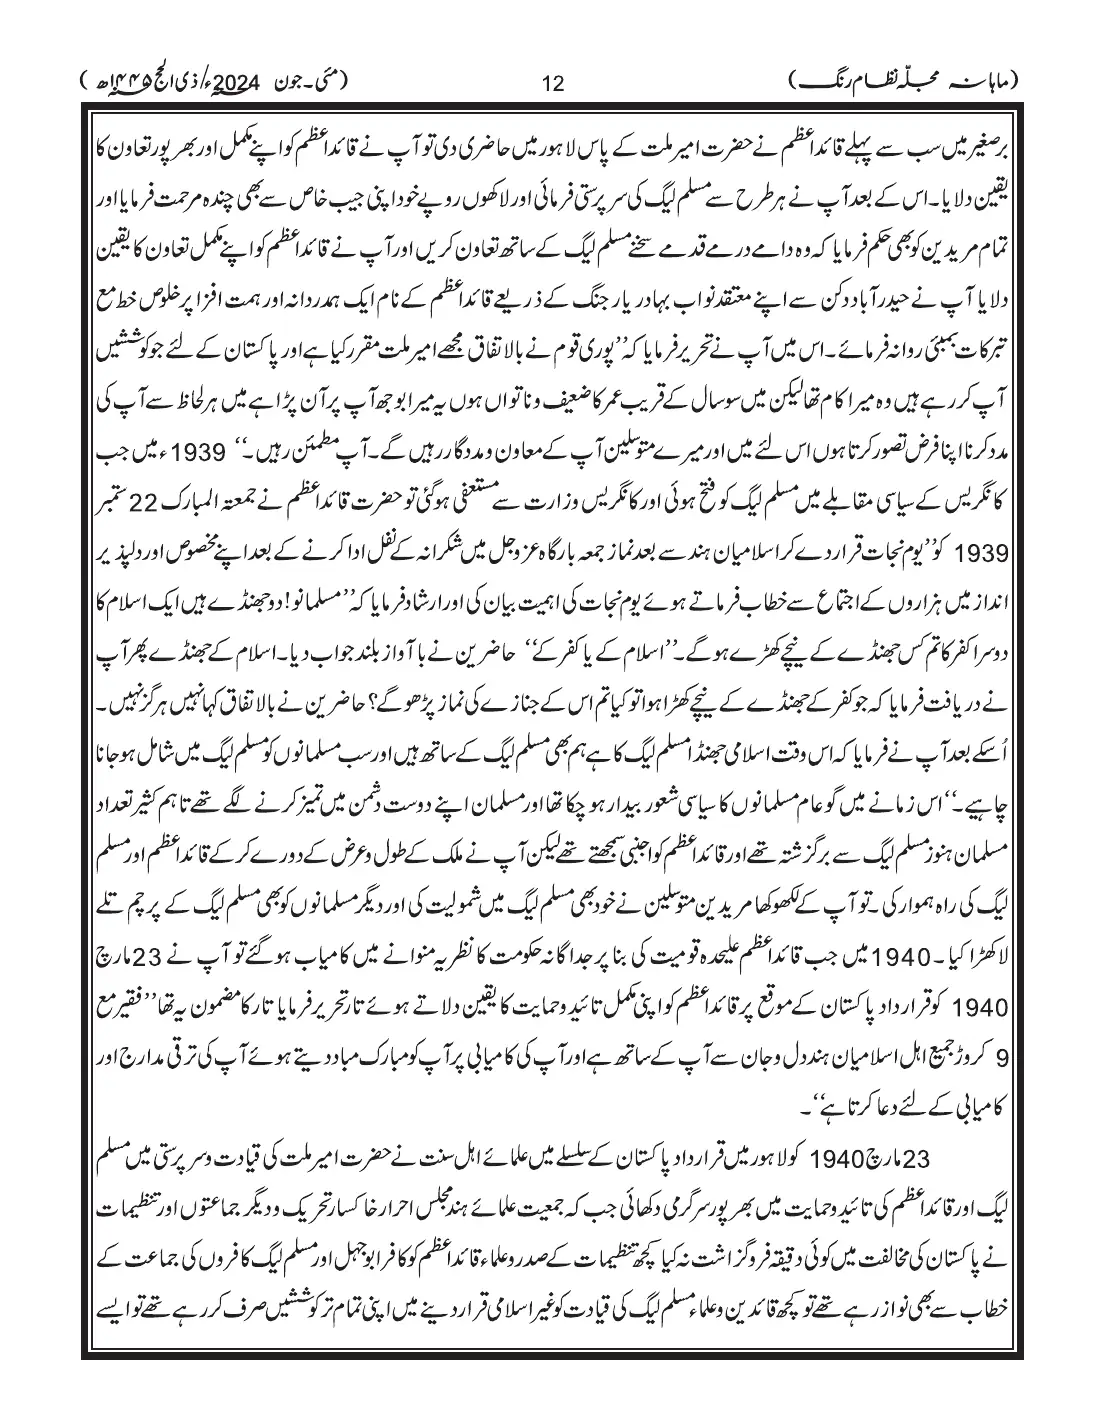 (ماہانہ مجلّہ نظام رنگ) 12 (مئی۔جون 2024ء/ذی الحج ۱۴۴۵ھ)
برصغیر میں سب سے پہلے قائداعظم نے حضرت امیر ملت کے پاس لاہور میں حاضری دی تو آپ نے قائداعظم کو اپنے مکمل اور بھرپور تعاون کا
یقین دلایا۔اس کے بعد آپ نے ہر طرح سے مسلم لیگ کی سرپرستی فرمائی اور لاکھوں روپے خود اپنی جیب خاص سے بھی چندہ مرحمت فرمایا اور
تمام مریدین کو بھی حکم فرمایا کہ وہ دامے درمے قدمے سخنے مسلم لیگ کے ساتھ تعاون کریں اور آپ نے قائداعظم کو اپنے مکمل تعاون کا یقین
دلایا آپ نے حیدرآباد دکن سے اپنے معتقد نواب بہادر یار جنگ کے ذریعے قائداعظم کے نام ایک ہمدردانہ اور ہمت افزا پرخلوص خط مع
تبرکات بمبئی روانہ فرمائے۔اس میں آپ نے تحریر فرمایا کہ’’پوری قوم نے بالاتفاق مجھے امیر ملت مقرر کیا ہے اور پاکستان کے لئے جو کوششیں
آپ کر رہے ہیں وہ میرا کام تھا لیکن میں سو سال کے قریب عمر کا ضعیف و ناتواں ہوں یہ میرا بوجھ آپ پر آن پڑا ہے میں ہر لحاظ سے آپ کی
مدد کرنا اپنا فرض تصور کرتا ہوں اس لئے میں اور میرے متوسلین آپ کے معاون و مددگار رہیں گے۔آپ مطمئن رہیں۔‘‘ 1939ء میں جب
کانگریس کے سیاسی مقابلے میں مسلم لیگ کو فتح ہوئی اور کانگریس وزارت سے مستعفی ہوگئی تو حضرت قائداعظم نے جمعتہ المبارک 22 ستمبر
1939 کو’’یوم نجات قرار دے کر اسلامیان ہند سے بعد نماز جمعہ بارگاہ عزوجل میں شکرانہ کے نفل ادا کرنے کے بعد اپنے مخصوص اور دلپذیر
انداز میں ہزاروں کے اجتماع سے خطاب فرماتے ہوئے یوم نجات کی اہمیت بیان کی اور ارشاد فرمایا کہ’’مسلمانو! دو جھنڈے ہیں ایک اسلام کا
دوسرا کفر کا تم کس جھنڈے کے نیچے کھڑے ہوگے۔’’اسلام کے یا کفر کے‘‘ حاضرین نے باآواز بلند جواب دیا۔اسلام کے جھنڈے پھر آپ
نے دریافت فرمایا کہ جو کفر کے جھنڈے کے نیچے کھڑا ہوا تو کیا تم اس کے جنازے کی نماز پڑھوگے؟ حاضرین نے بالاتفاق کہا نہیں ہرگز نہیں۔
اُسکے بعد آپ نے فرمایا کہ اس وقت اسلامی جھنڈا مسلم لیگ کا ہے ہم بھی مسلم لیگ کے ساتھ ہیں اور سب مسلمانوں کو مسلم لیگ میں شامل ہوجانا
چاہیے۔‘‘اس زمانے میں گو عام مسلمانوں کا سیاسی شعور بیدار ہو چکا تھا اور مسلمان اپنے دوست دشمن میں تمیز کرنے لگے تھے تاہم کثیر تعداد
مسلمان ہنوز مسلم لیگ سے برگزشتہ تھے اور قائداعظم کو اجنبی سمجھتے تھے لیکن آپ نے ملک کے طول و عرض کے دورے کر کے قائداعظم اور مسلم
لیگ کی راہ ہموار کی۔تو آپ کے لکھوکھا مریدین متوسلین نے خود بھی مسلم لیگ میں شمولیت کی اور دیگر مسلمانوں کو بھی مسلم لیگ کے پرچم تلے
لا کھڑا کیا۔1940 میں جب قائداعظم علیحدہ قومیت کی بنا پر جداگانہ حکومت کا نظریہ منوانے میں کامیاب ہوگئے تو آپ نے 23 مارچ
1940 کو قرارداد پاکستان کے موقع پر قائداعظم کو اپنی مکمل تائید و حمایت کا یقین دلاتے ہوئے تار تحریر فرمایا تار کا مضمون یہ تھا’’فقیر مع
9 کروڑ جمیع اہل اسلامیان ہند دل و جان سے آپ کے ساتھ ہے اور آپ کی کامیابی پر آپ کو مبارک مباد دیتے ہوئے آپ کی ترقی مدارج اور
کامیابی کے لئے دعا کرتا ہے‘‘۔
23 مارچ 1940 کو لاہور میں قرارداد پاکستان کے سلسلے میں علمائے اہل سنت نے حضرت امیر ملت کی قیادت و سرپرستی میں مسلم
لیگ اور قائداعظم کی تائید و حمایت میں بھرپور سرگرمی دکھائی جب کہ جمعیت علمائے ہند مجلس احرار خاکسار تحریک و دیگر جماعتوں اور تنظیمات
نے پاکستان کی مخالفت میں کوئی دقیقہ فروگزاشت نہ کیا کچھ تنظیمات کے صدر و علماء قائداعظم کو کافر ابوجہل اور مسلم لیگ کافروں کی جماعت کے
خطاب سے بھی نواز رہے تھے تو کچھ قائدین و علماء مسلم لیگ کی قیادت کو غیر اسلامی قرار دینے میں اپنی تمام تر کوششیں صرف کر رہے تھے تو ایسے